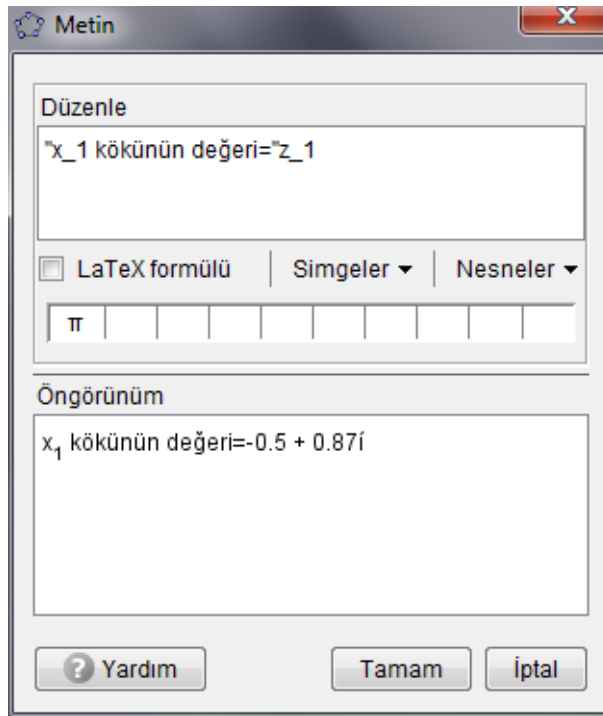 Metin
Düzenle
"x_1 kökünün değeri="z_1
LaTeX formülü Simgeler Nesneler
π
Öngörünüm
x₁ kökünün değeri=-0.5 + 0.87í
? Yardım Tamam İptal